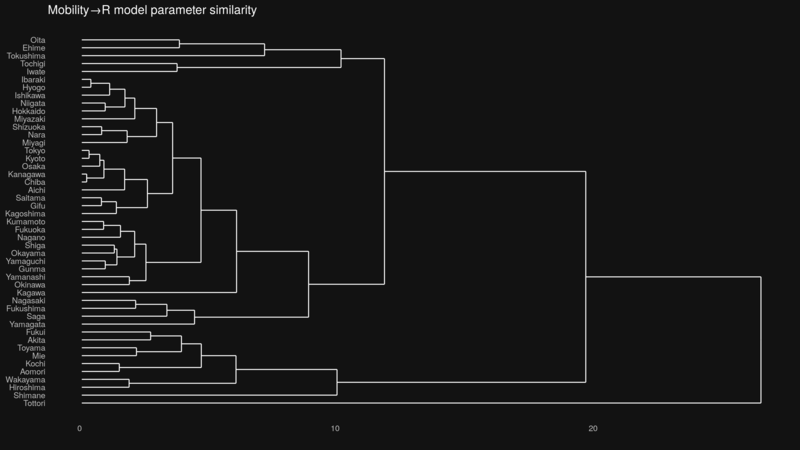 Mobility→R model parameter similarity
Oita
Ehime
Tokushima
Tochigi
Iwate
Ibaraki
Hyogo
Ishikawa
Niigata
Hokkaido
Miyazaki
Shizuoka
Nara
Miyagi
Tokyo
Kyoto
Osaka
Kanagawa
Chiba
Aichi
Saitama
Gifu
Kagoshima
Kumamoto
Fukuoka
Nagano
Shiga
Okayama
Yamaguchi
Gunma
Yamanashi
Okinawa
Kagawa
Nagasaki
Fukushima
Saga
Yamagata
Fukui
Akita
Toyama
Mie
Kochi
Aomori
Wakayama
Hiroshima
Shimane
Tottori
0 10 20